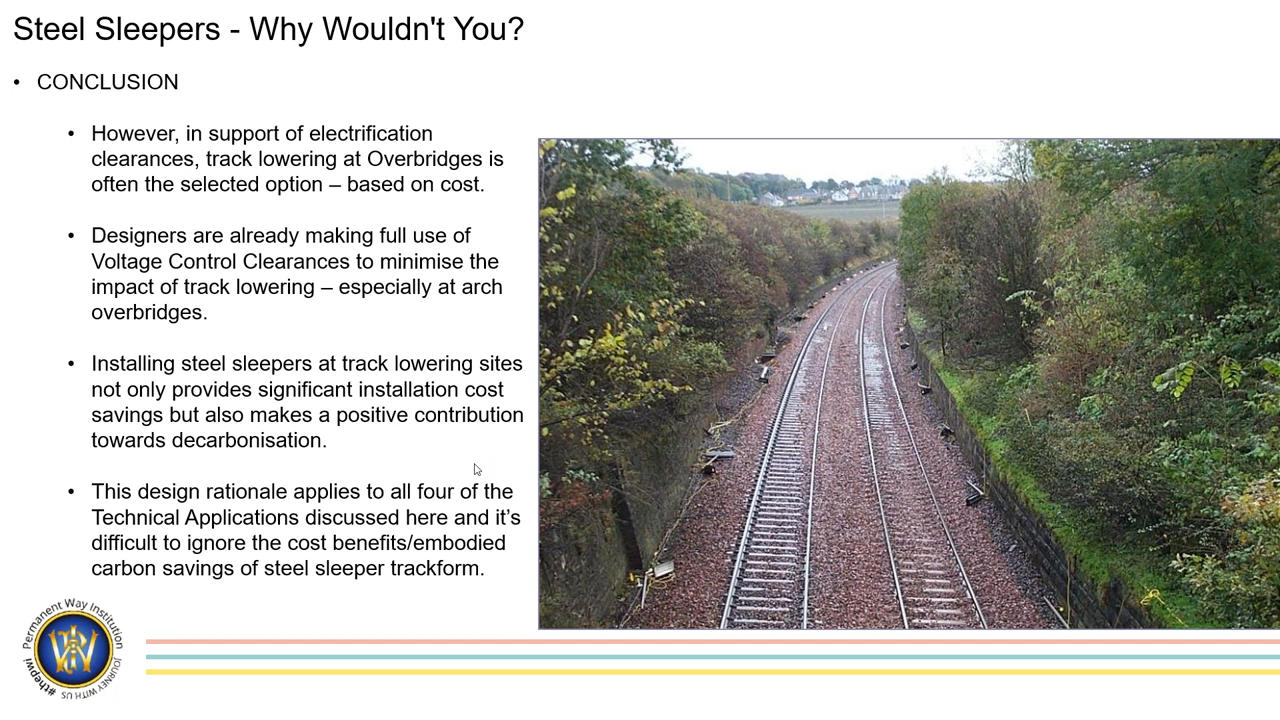 Steel Sleepers - Why Wouldn't You?
• CONCLUSION
• However, in support of electrification
clearances, track lowering at Overbridges is
often the selected option – based on cost.
• Designers are already making full use of
Voltage Control Clearances to minimise the
impact of track lowering – especially at arch
overbridges.
• Installing steel sleepers at track lowering sites
not only provides significant installation cost
savings but also makes a positive contribution
towards decarbonisation.
• This design rationale applies to all four of the
Technical Applications discussed here and it’s
difficult to ignore the cost benefits/embodied
carbon savings of steel sleeper trackform.
Permanent Way Institution
#thepwi
JOURNEY WITH US